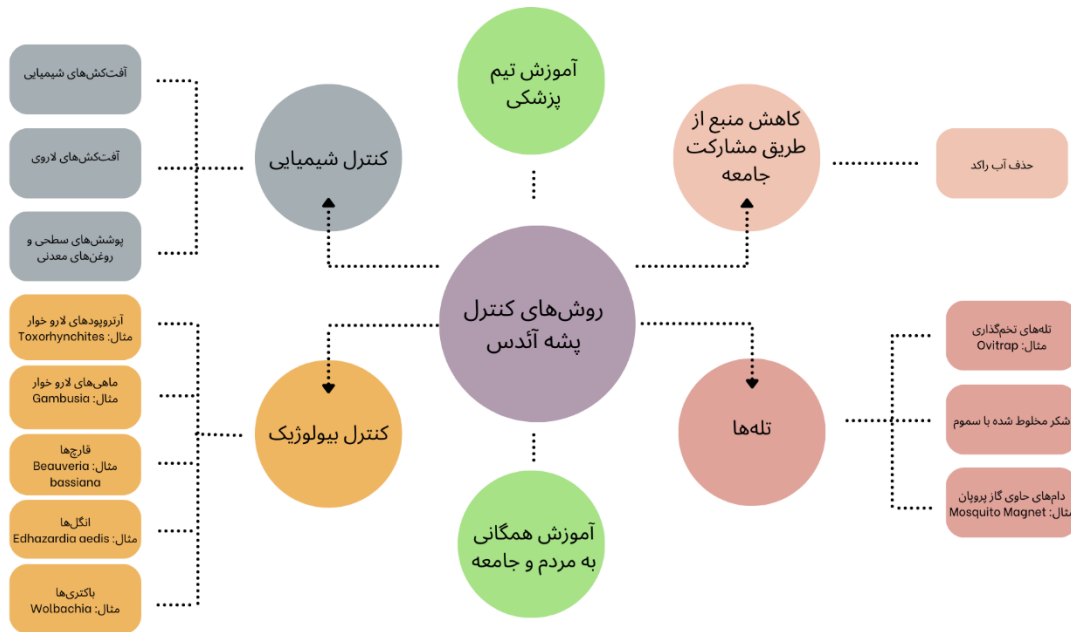 آموزش تیم
پزشکی
کاهش منبع از
طریق مشارکت
جامعه
حذف آب راکد
کنترل شیمیایی
آفت‌کش‌های شیمیایی
آفت‌کش‌های لاروی
پوشش‌های سطحی و
روغن‌های معدنی
روش‌های کنترل
پشه آئدس
تله‌ها
تله‌های تخم‌گذاری
مثال: Ovitrap
شکر مخلوط شده با سموم
دام‌های حاوی گاز پروپان
مثال: Mosquito Magnet
کنترل بیولوژیک
آرتروپودهای لارو خوار
مثال: Toxorhynchites
ماهی‌های لارو خوار
مثال: Gambusia
قارچ‌ها
مثال: Beauveria
bassiana
انگل‌ها
مثال: Edhazardia aedis
باکتری‌ها
مثال: Wolbachia
آموزش همگانی
به مردم و جامعه